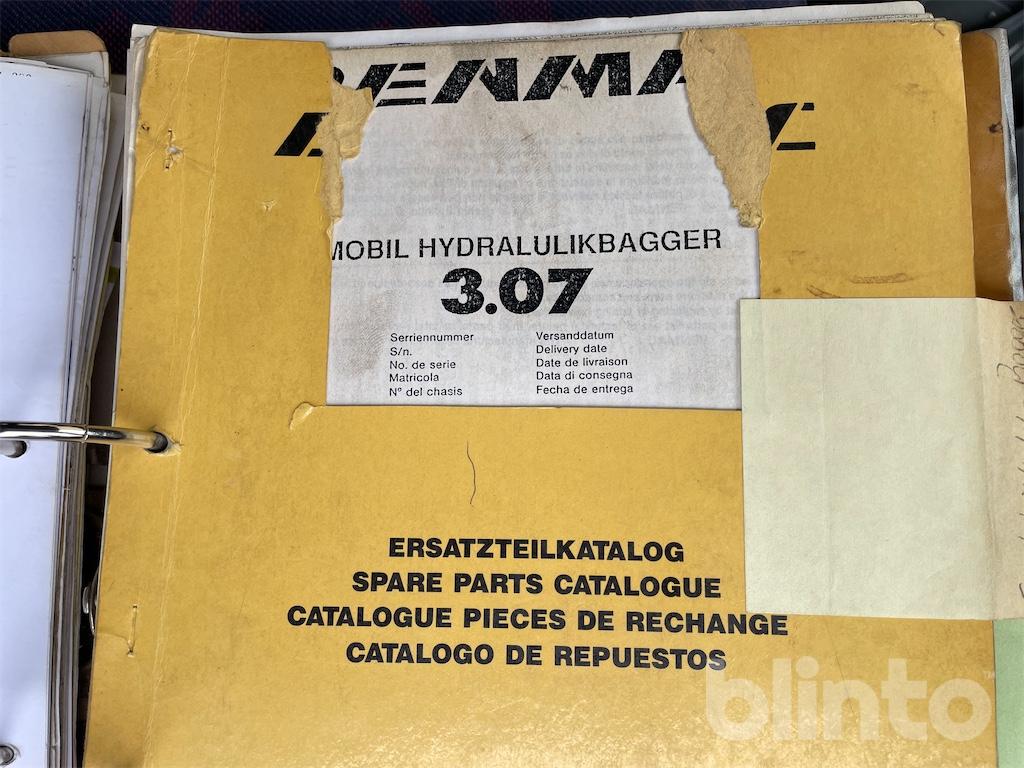 MOBIL HYDRALULIKBAGGER
3.07
Serriennummer
S/n.
No. de serie
Matricola
Nº del chasis
Versanddatum
Delivery date
Date de livraison
Data di consegna
Fecha de entrega
ERSATZTEILKATALOG
SPARE PARTS CATALOGUE
CATALOGUE PIECES DE RECHANGE
CATALOGO DE REPUESTOS
blinto